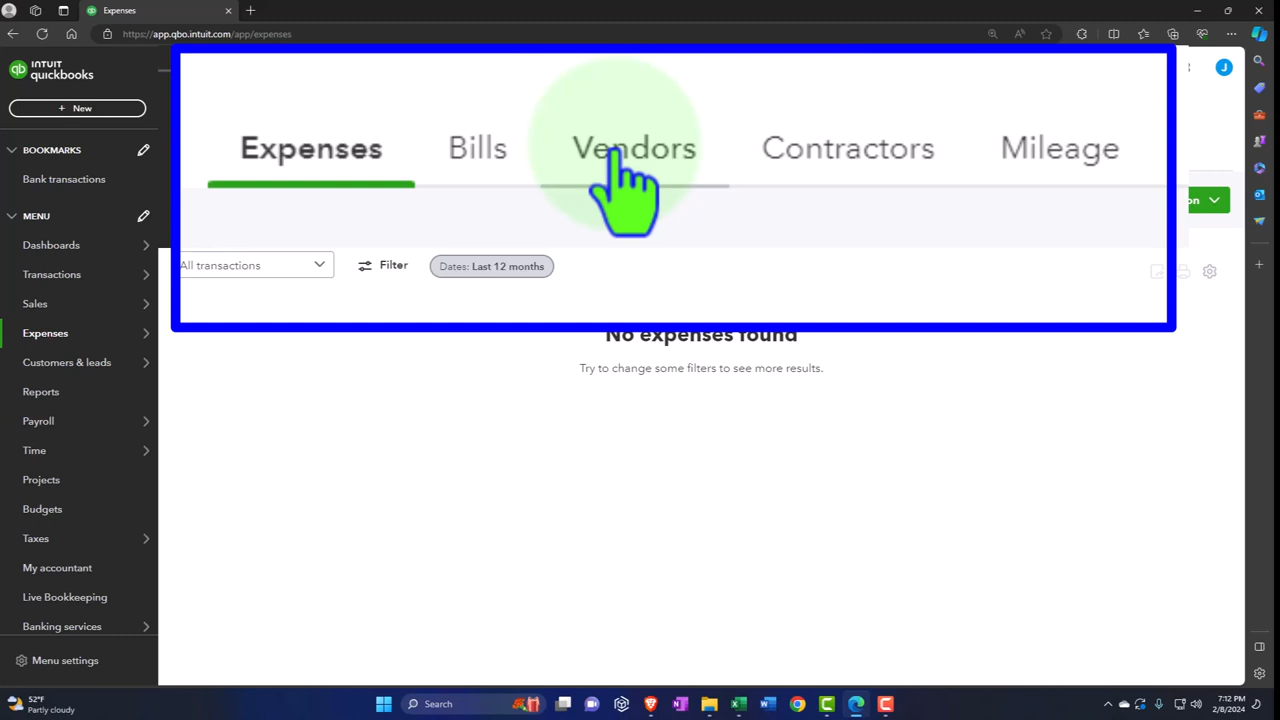 Expenses
https://app.qbo.intuit.com/app/expenses
INTUIT
quickbooks
J
+ New
BOOKMARKS
Bank transactions
MENU
Dashboards
Transactions
Sales
Expenses
Customers & leads
Reports
Payroll
Time
Projects
Budgets
Taxes
My accountant
Live Bookkeeping
Banking services
Menu settings
Expenses Bills Vendors Contractors Mileage
on
All transactions Filter Dates: Last 12 months
No expenses found
Try to change some filters to see more results.
52°F
Partly cloudy
Search
7:12 PM
2/8/2024